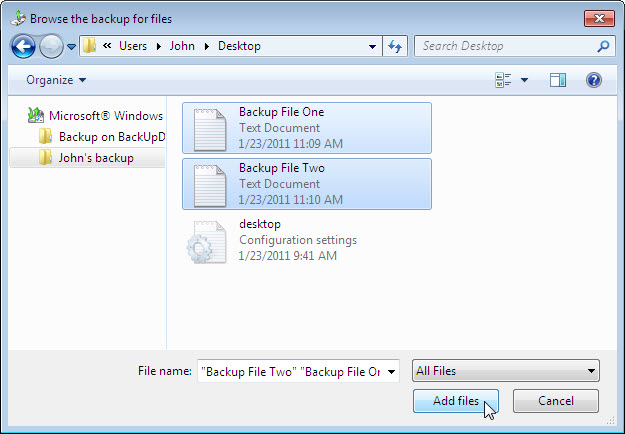 Browse the backup for files
« Users John Desktop
Search Desktop
Organize
Microsoft® Windows
Backup on BackUpD
John's backup
Backup File One
Text Document
1/23/2011 11:09 AM
Backup File Two
Text Document
1/23/2011 11:10 AM
desktop
Configuration settings
1/23/2011 9:41 AM
File name: "Backup File Two" "Backup File On
All Files
Add files
Cancel